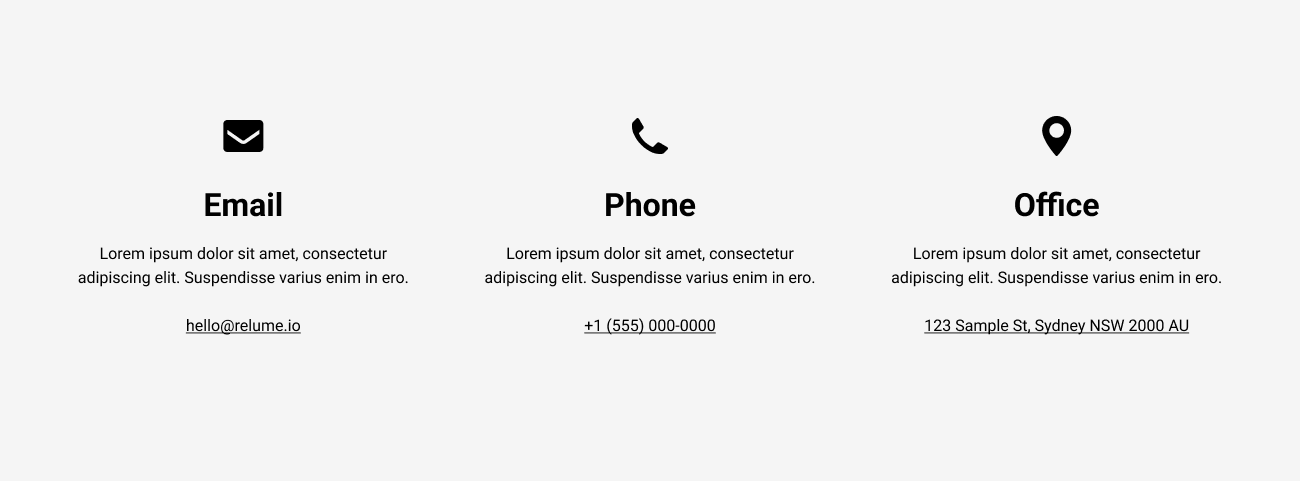 Email
Lorem ipsum dolor sit amet, consectetur
adipiscing elit. Suspendisse varius enim in ero.
hello@relume.io
Phone
Lorem ipsum dolor sit amet, consectetur
adipiscing elit. Suspendisse varius enim in ero.
+1 (555) 000-0000
Office
Lorem ipsum dolor sit amet, consectetur
adipiscing elit. Suspendisse varius enim in ero.
123 Sample St, Sydney NSW 2000 AU